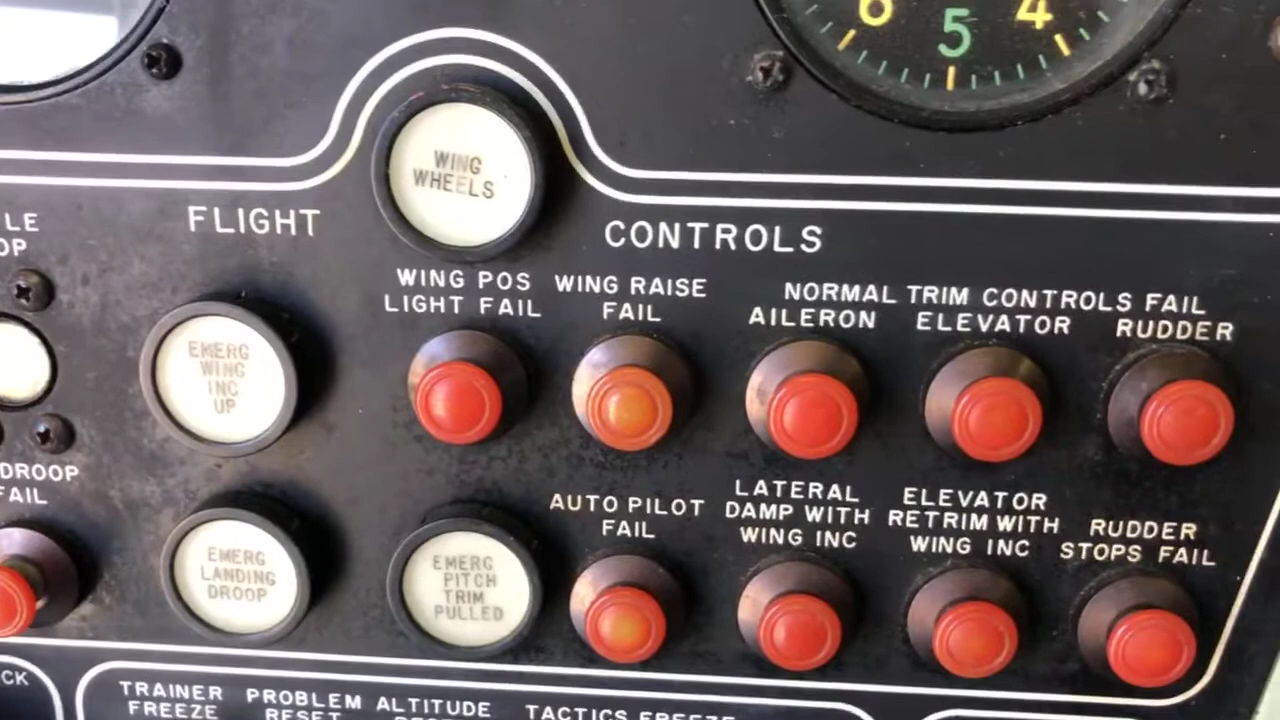 6 5 4
WING
WHEELS
FLIGHT
CONTROLS
LE
OP
WING POS
LIGHT FAIL
WING RAISE
FAIL
NORMAL TRIM CONTROLS FAIL
AILERON ELEVATOR RUDDER
EMERG
WING
INC
UP
DROOP
FAIL
EMERG
LANDING
DROOP
EMERG
PITCH
TRIM
PULLED
AUTO PILOT
FAIL
LATERAL
DAMP WITH
WING INC
ELEVATOR
RETRIM WITH
WING INC
RUDDER
STOPS FAIL
CK
TRAINER
FREEZE
PROBLEM
RESET
ALTITUDE
TACTICS FREEZE